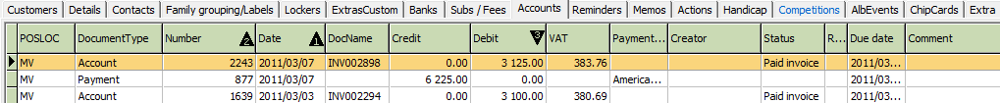 Customers Details Contacts Family grouping/Labels Lockers ExtrasCustom Banks Subs / Fees Accounts Reminders Memos Actions Handicap Competitions AlbEvents ChipCards Extra
POSLOC DocumentType Number 2 Date 1 DocName Credit Debit 3 VAT Payment... Creator Status R... Due date Comment
MV Account 2243 2011/03/07 INV002898 0.00 3 125.00 383.76 Paid invoice 2011/03...
MV Payment 877 2011/03/07 6 225.00 0.00 America... 2011/03...
MV Account 1639 2011/03/03 INV002294 0.00 3 100.00 380.69 Paid invoice 2011/03...